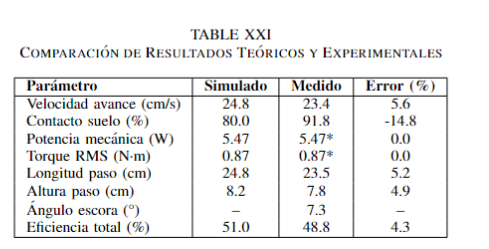 TABLE XXI
COMPARACIÓN DE RESULTADOS TEÓRICOS Y EXPERIMENTALES
Parámetro Simulado Medido Error (%)
Velocidad avance (cm/s) 24.8 23.4 5.6
Contacto suelo (%) 80.0 91.8 -14.8
Potencia mecánica (W) 5.47 5.47* 0.0
Torque RMS (N·m) 0.87 0.87* 0.0
Longitud paso (cm) 24.8 23.5 5.2
Altura paso (cm) 8.2 7.8 4.9
Ángulo escora (°) – 7.3 –
Eficiencia total (%) 51.0 48.8 4.3